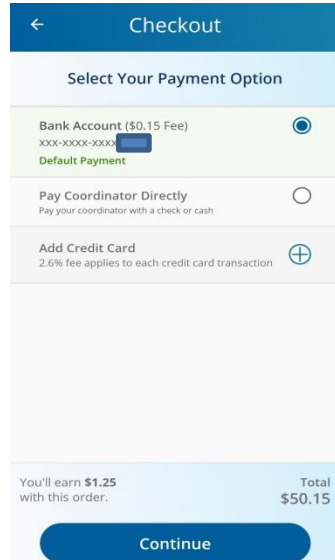 Checkout
Select Your Payment Option
Bank Account ($0.15 Fee)
xxx-xxxx-xxxx
Default Payment
Pay Coordinator Directly
Pay your coordinator with a check or cash
Add Credit Card
2.6% fee applies to each credit card transaction
You'll earn $1.25
with this order.
Total
$50.15
Continue